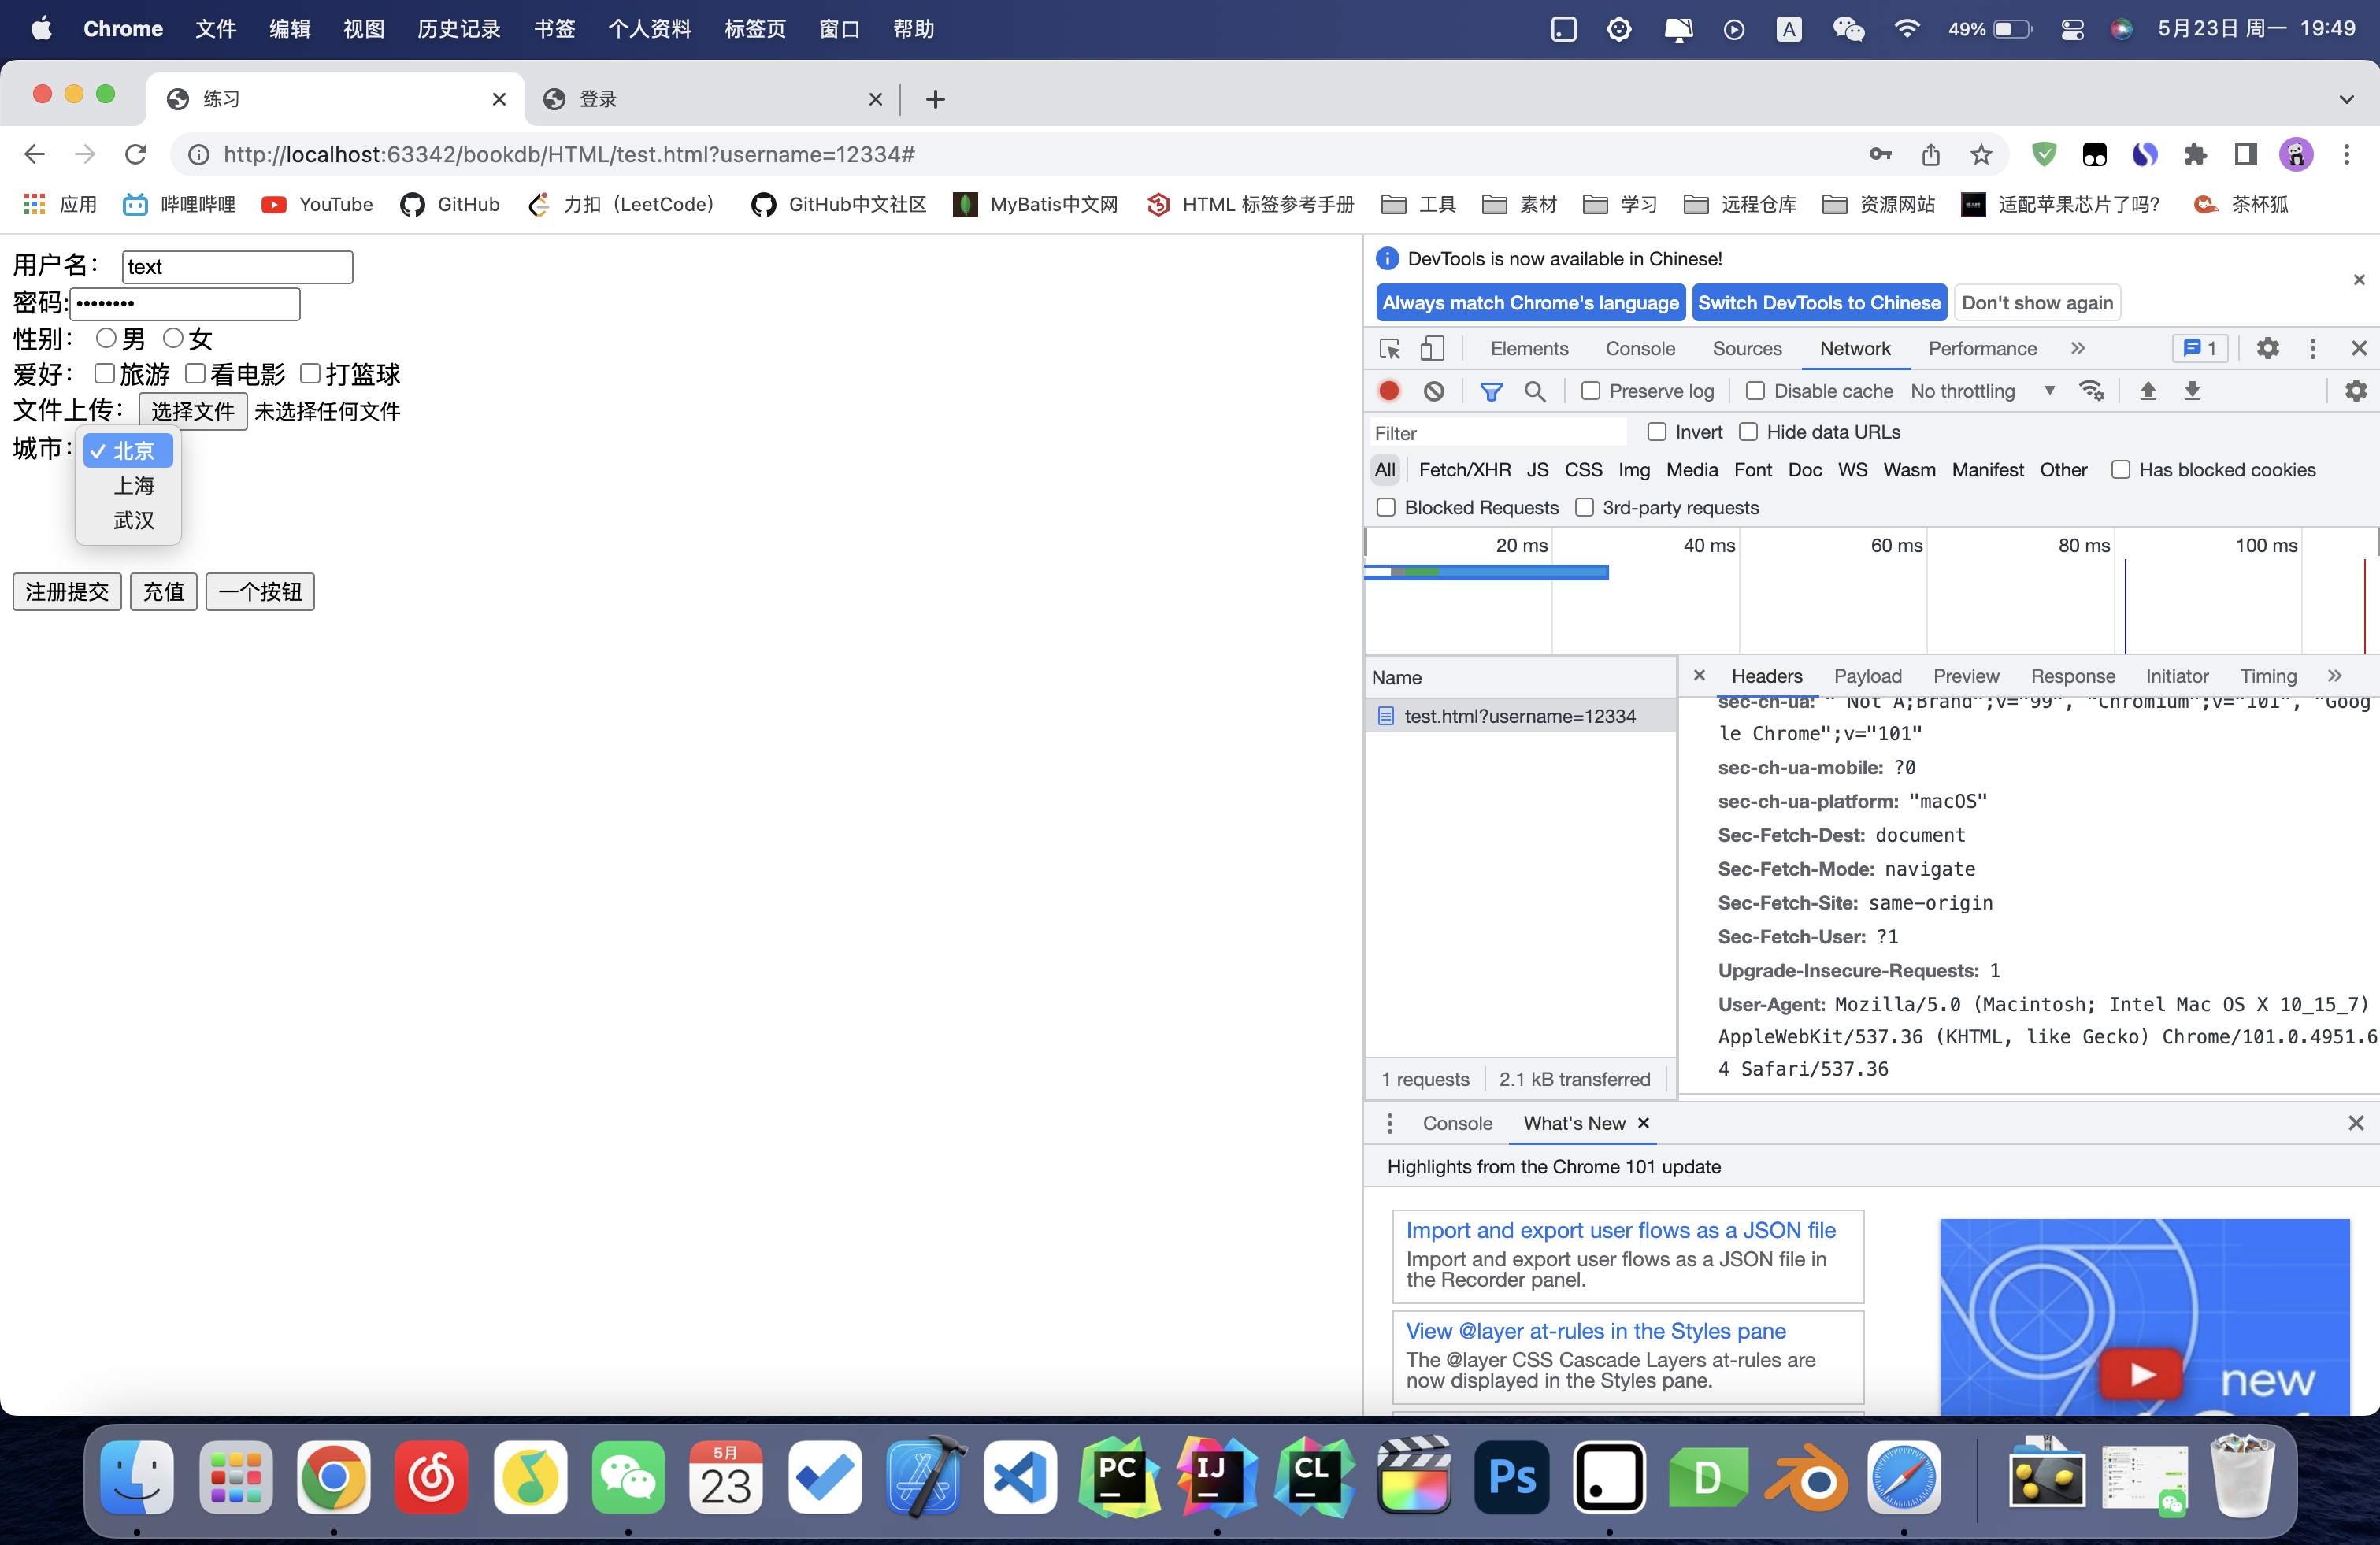 Chrome 文件 编辑 视图 历史记录 书签 个人资料 标签页 窗口 帮助 A 49% 5月23日 周一 19:49
练习 登录
http://localhost:63342/bookdb/HTML/test.html?username=12334#
应用 哔哩哔哩 YouTube GitHub 力扣（LeetCode） GitHub中文社区 MyBatis中文网 HTML 标签参考手册 工具 素材 学习 远程仓库 资源网站 适配苹果芯片了吗? 茶杯狐
用户名： text
密码: ••••••••
性别： 男 女
爱好： 旅游 看电影 打篮球
文件上传： 选择文件 未选择任何文件
城市: ✓ 北京
上海
武汉
注册提交 充值 一个按钮
DevTools is now available in Chinese!
Always match Chrome's language Switch DevTools to Chinese Don't show again
Elements Console Sources Network Performance 1
Preserve log Disable cache No throttling
Filter Invert Hide data URLs
All Fetch/XHR JS CSS Img Media Font Doc WS Wasm Manifest Other Has blocked cookies
Blocked Requests 3rd-party requests
20 ms 40 ms 60 ms 80 ms 100 ms
Name Headers Payload Preview Response Initiator Timing
test.html?username=12334
sec-ch-ua: " Not A;Brand";v="99", "Chromium";v="101", "Goog
le Chrome";v="101"
sec-ch-ua-mobile: ?0
sec-ch-ua-platform: "macOS"
Sec-Fetch-Dest: document
Sec-Fetch-Mode: navigate
Sec-Fetch-Site: same-origin
Sec-Fetch-User: ?1
Upgrade-Insecure-Requests: 1
User-Agent: Mozilla/5.0 (Macintosh; Intel Mac OS X 10_15_7)
AppleWebKit/537.36 (KHTML, like Gecko) Chrome/101.0.4951.6
4 Safari/537.36
1 requests 2.1 kB transferred
Console What's New
Highlights from the Chrome 101 update
Import and export user flows as a JSON file
Import and export user flows as a JSON file in
the Recorder panel.
View @layer at-rules in the Styles pane
The @layer CSS Cascade Layers at-rules are
now displayed in the Styles pane.
new
5月
23
PC
IJ
CL
Ps
D